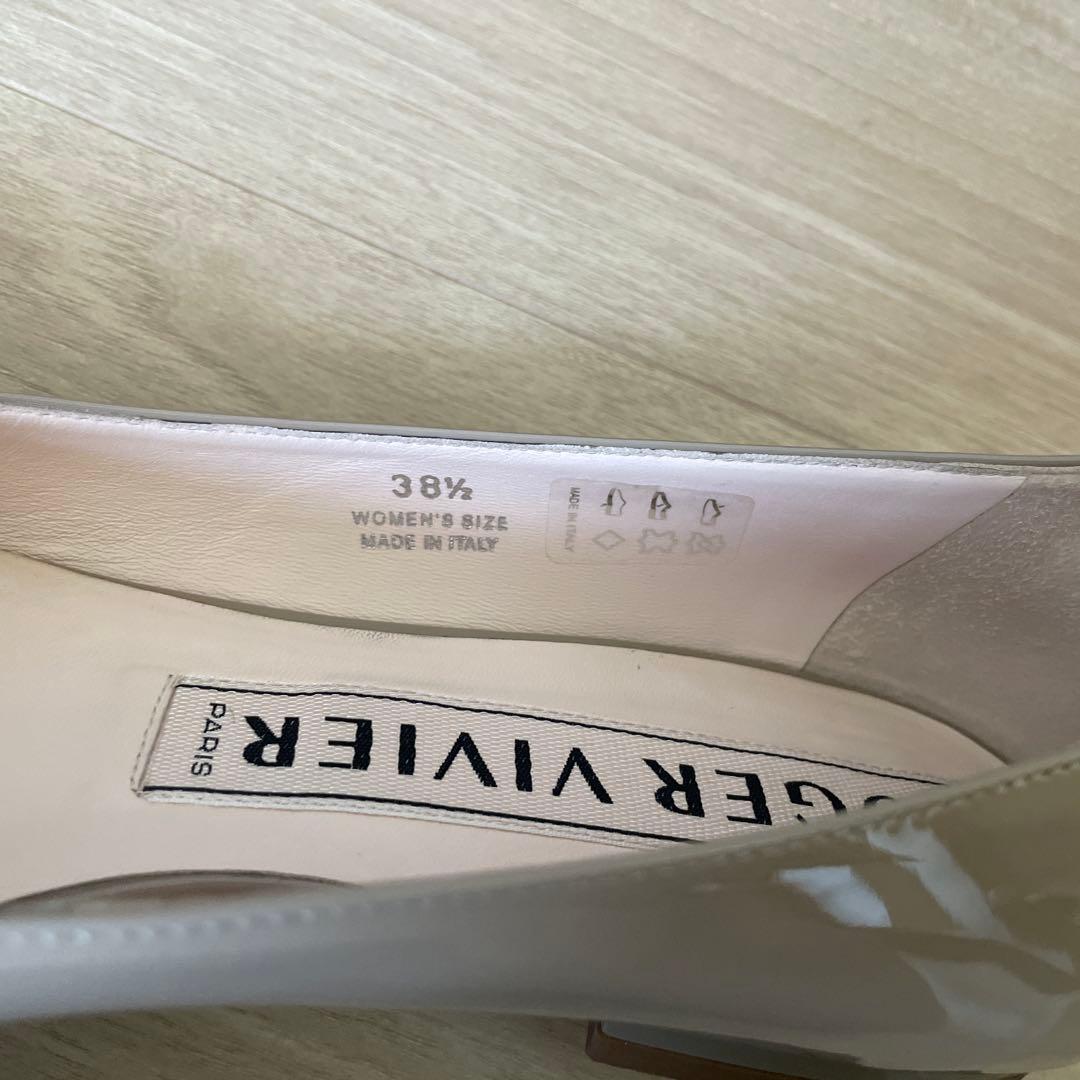 38½
WOMEN'S SIZE
MADE IN ITALY
MADE IN ITALY
GER VIVIER
PARIS